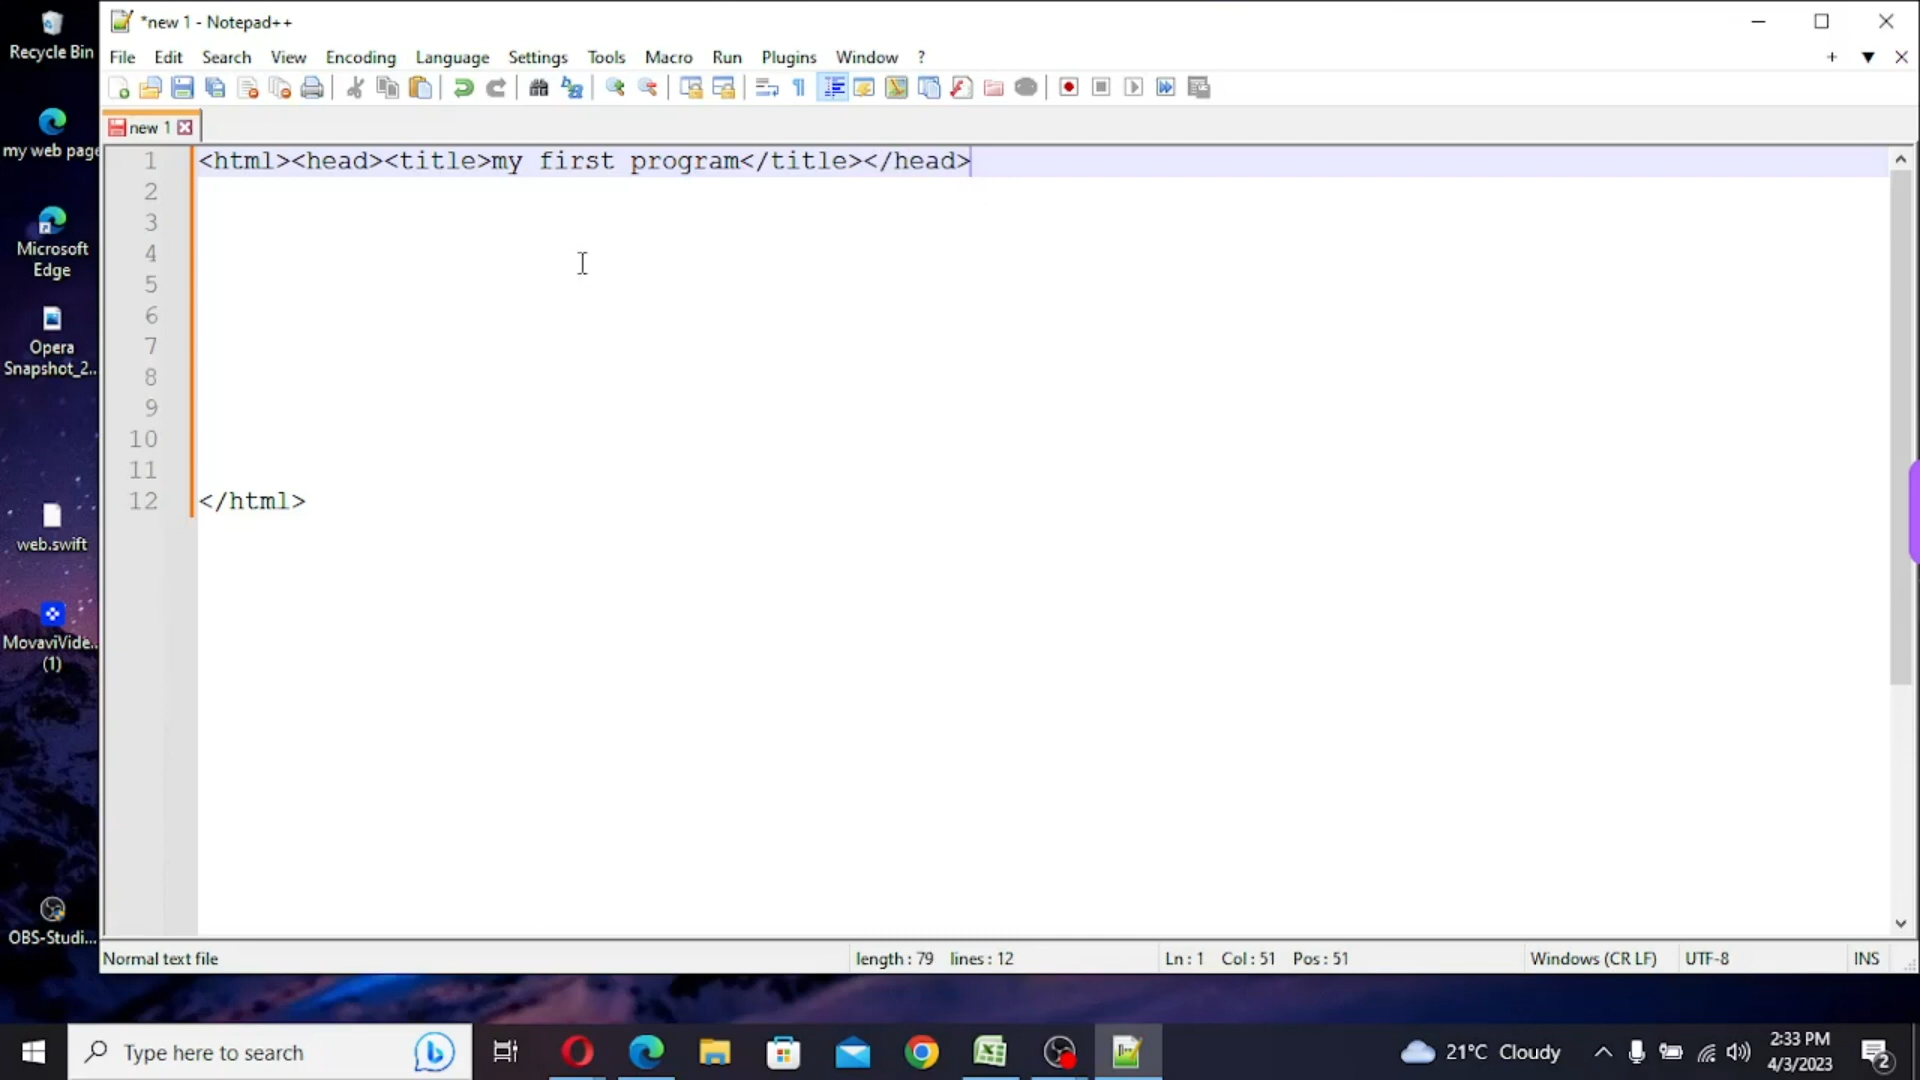 Recycle Bin
my web page
Microsoft
Edge
Opera
Snapshot_2...
web.swift
MovaviVide...
(1)
OBS-Studi...
*new 1 - Notepad++
File Edit Search View Encoding Language Settings Tools Macro Run Plugins Window ?
new 1
1 <html><head><title>my first program</title></head>
2
3
4
5
6
7
8
9
10
11
12 </html>
Normal text file length : 79 lines : 12 Ln : 1 Col : 51 Pos : 51 Windows (CR LF) UTF-8 INS
Type here to search
21°C Cloudy
2:33 PM
4/3/2023
2